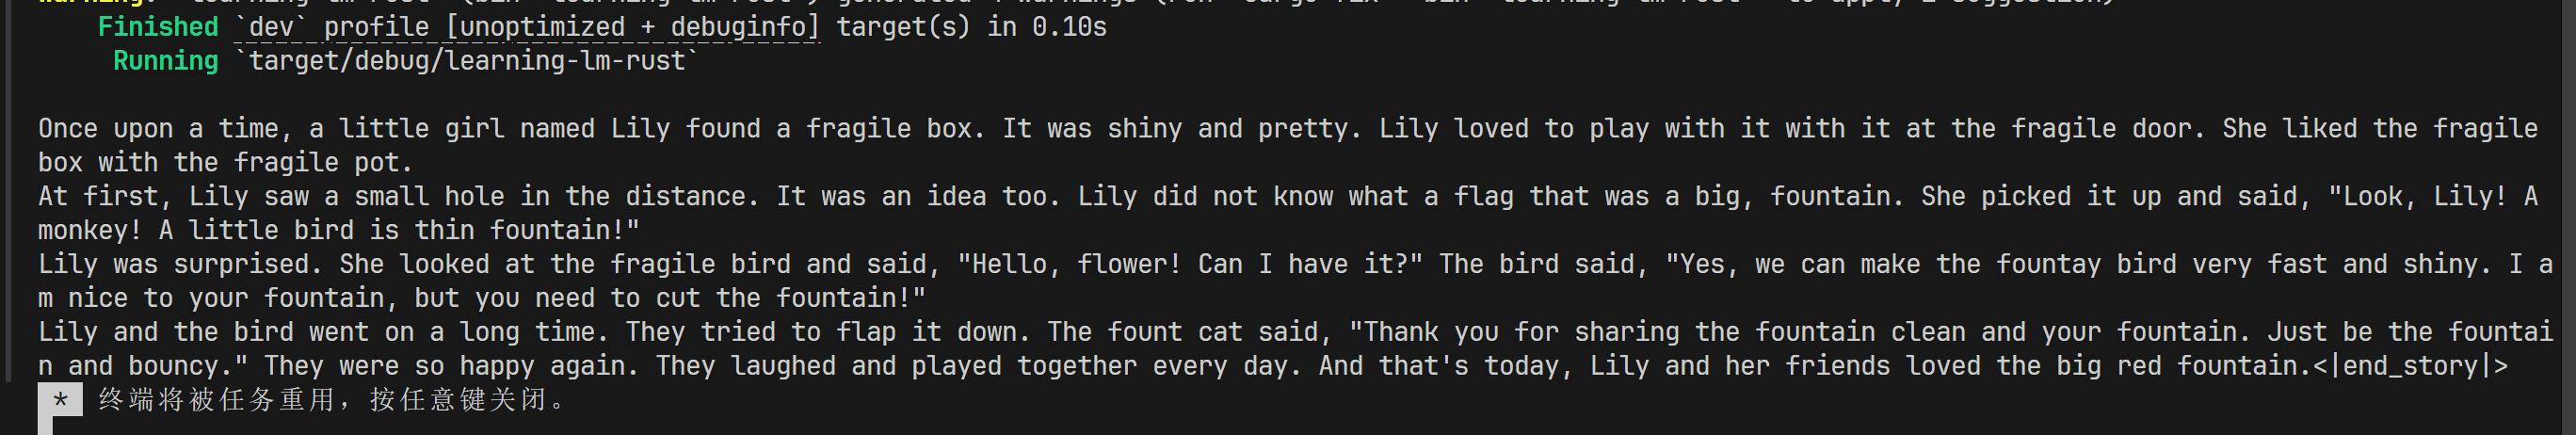 Finished `dev` profile [unoptimized + debuginfo] target(s) in 0.10s
Running `target/debug/learning-lm-rust`
Once upon a time, a little girl named Lily found a fragile box. It was shiny and pretty. Lily loved to play with it with it at the fragile door. She liked the fragile
box with the fragile pot.
At first, Lily saw a small hole in the distance. It was an idea too. Lily did not know what a flag that was a big, fountain. She picked it up and said, "Look, Lily! A
monkey! A little bird is thin fountain!"
Lily was surprised. She looked at the fragile bird and said, "Hello, flower! Can I have it?" The bird said, "Yes, we can make the fountay bird very fast and shiny. I a
m nice to your fountain, but you need to cut the fountain!"
Lily and the bird went on a long time. They tried to flap it down. The fount cat said, "Thank you for sharing the fountain clean and your fountain. Just be the fountai
n and bouncy." They were so happy again. They laughed and played together every day. And that's today, Lily and her friends loved the big red fountain.<|end_story|>
* 终端将被任务重用，按任意键关闭。